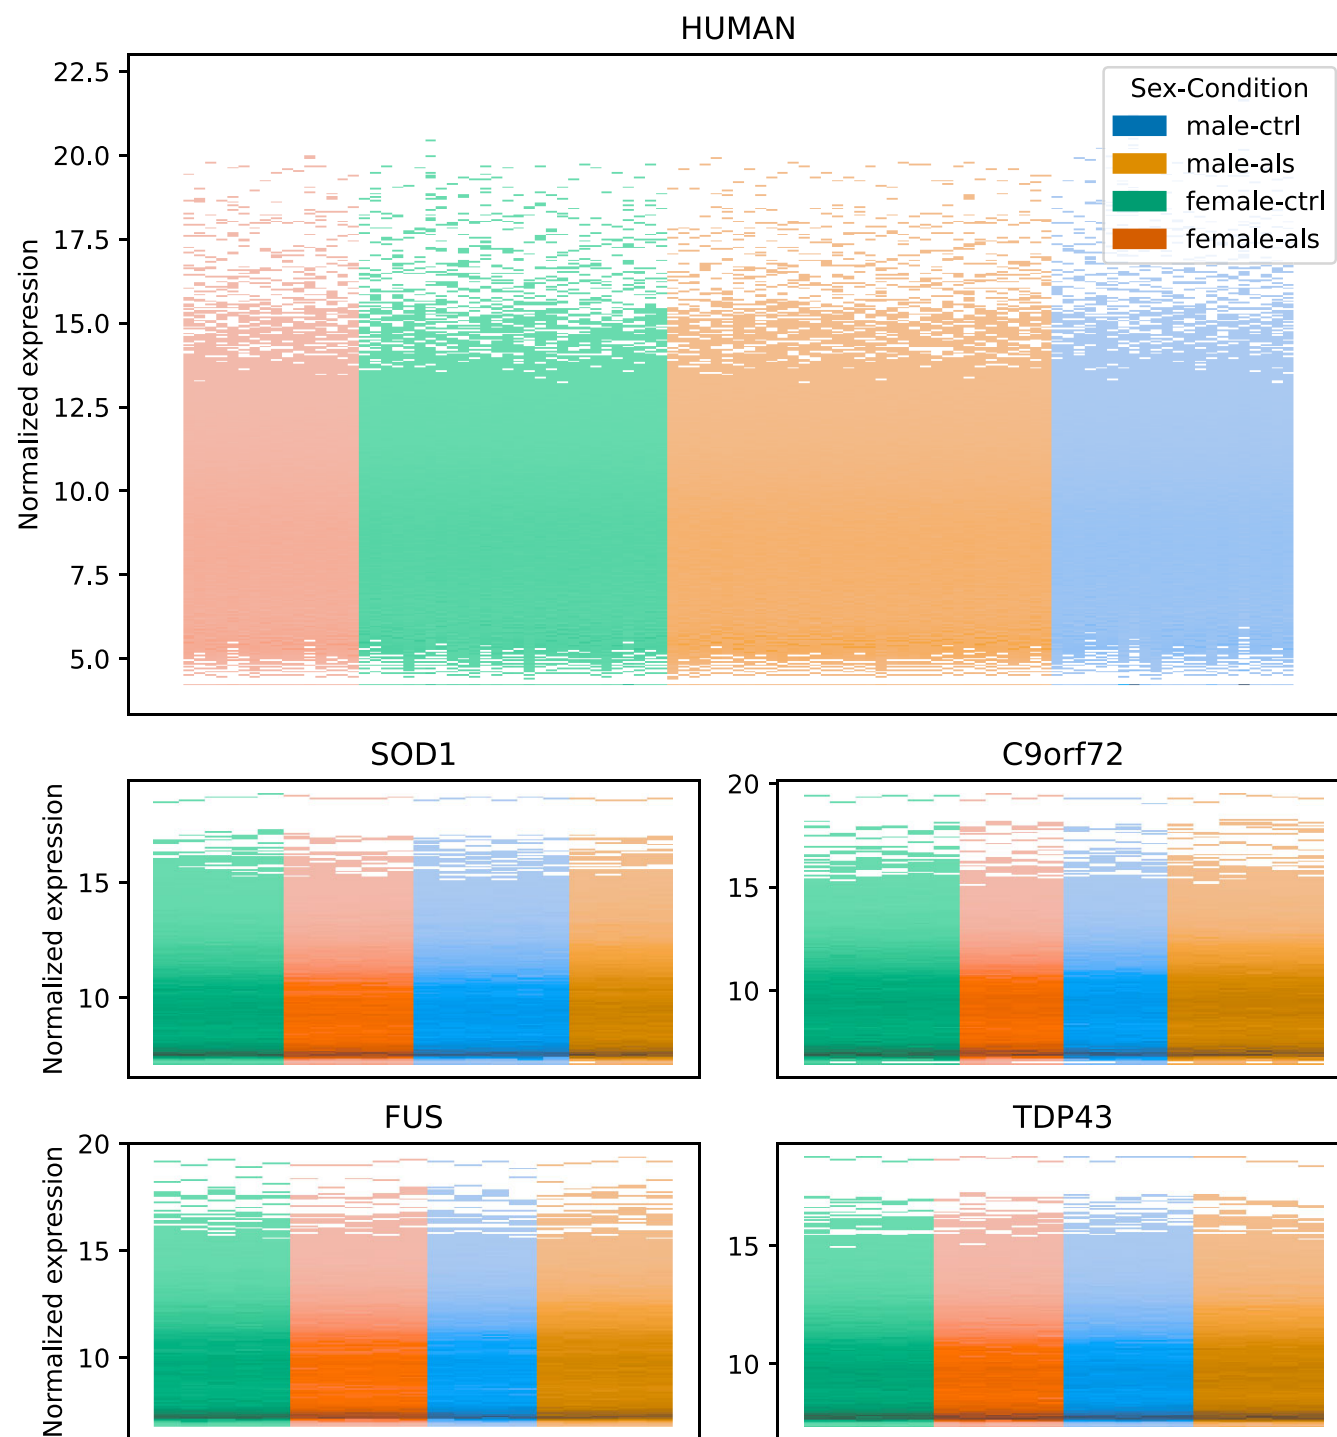 HUMAN
22.5
20.0
17.5
15.0
12.5
10.0
7.5
5.0
Normalized expression
Sex-Condition
male-ctrl
male-als
female-ctrl
female-als
SOD1
15
10
Normalized expression
C9orf72
20
15
10
FUS
20
15
10
Normalized expression
TDP43
15
10